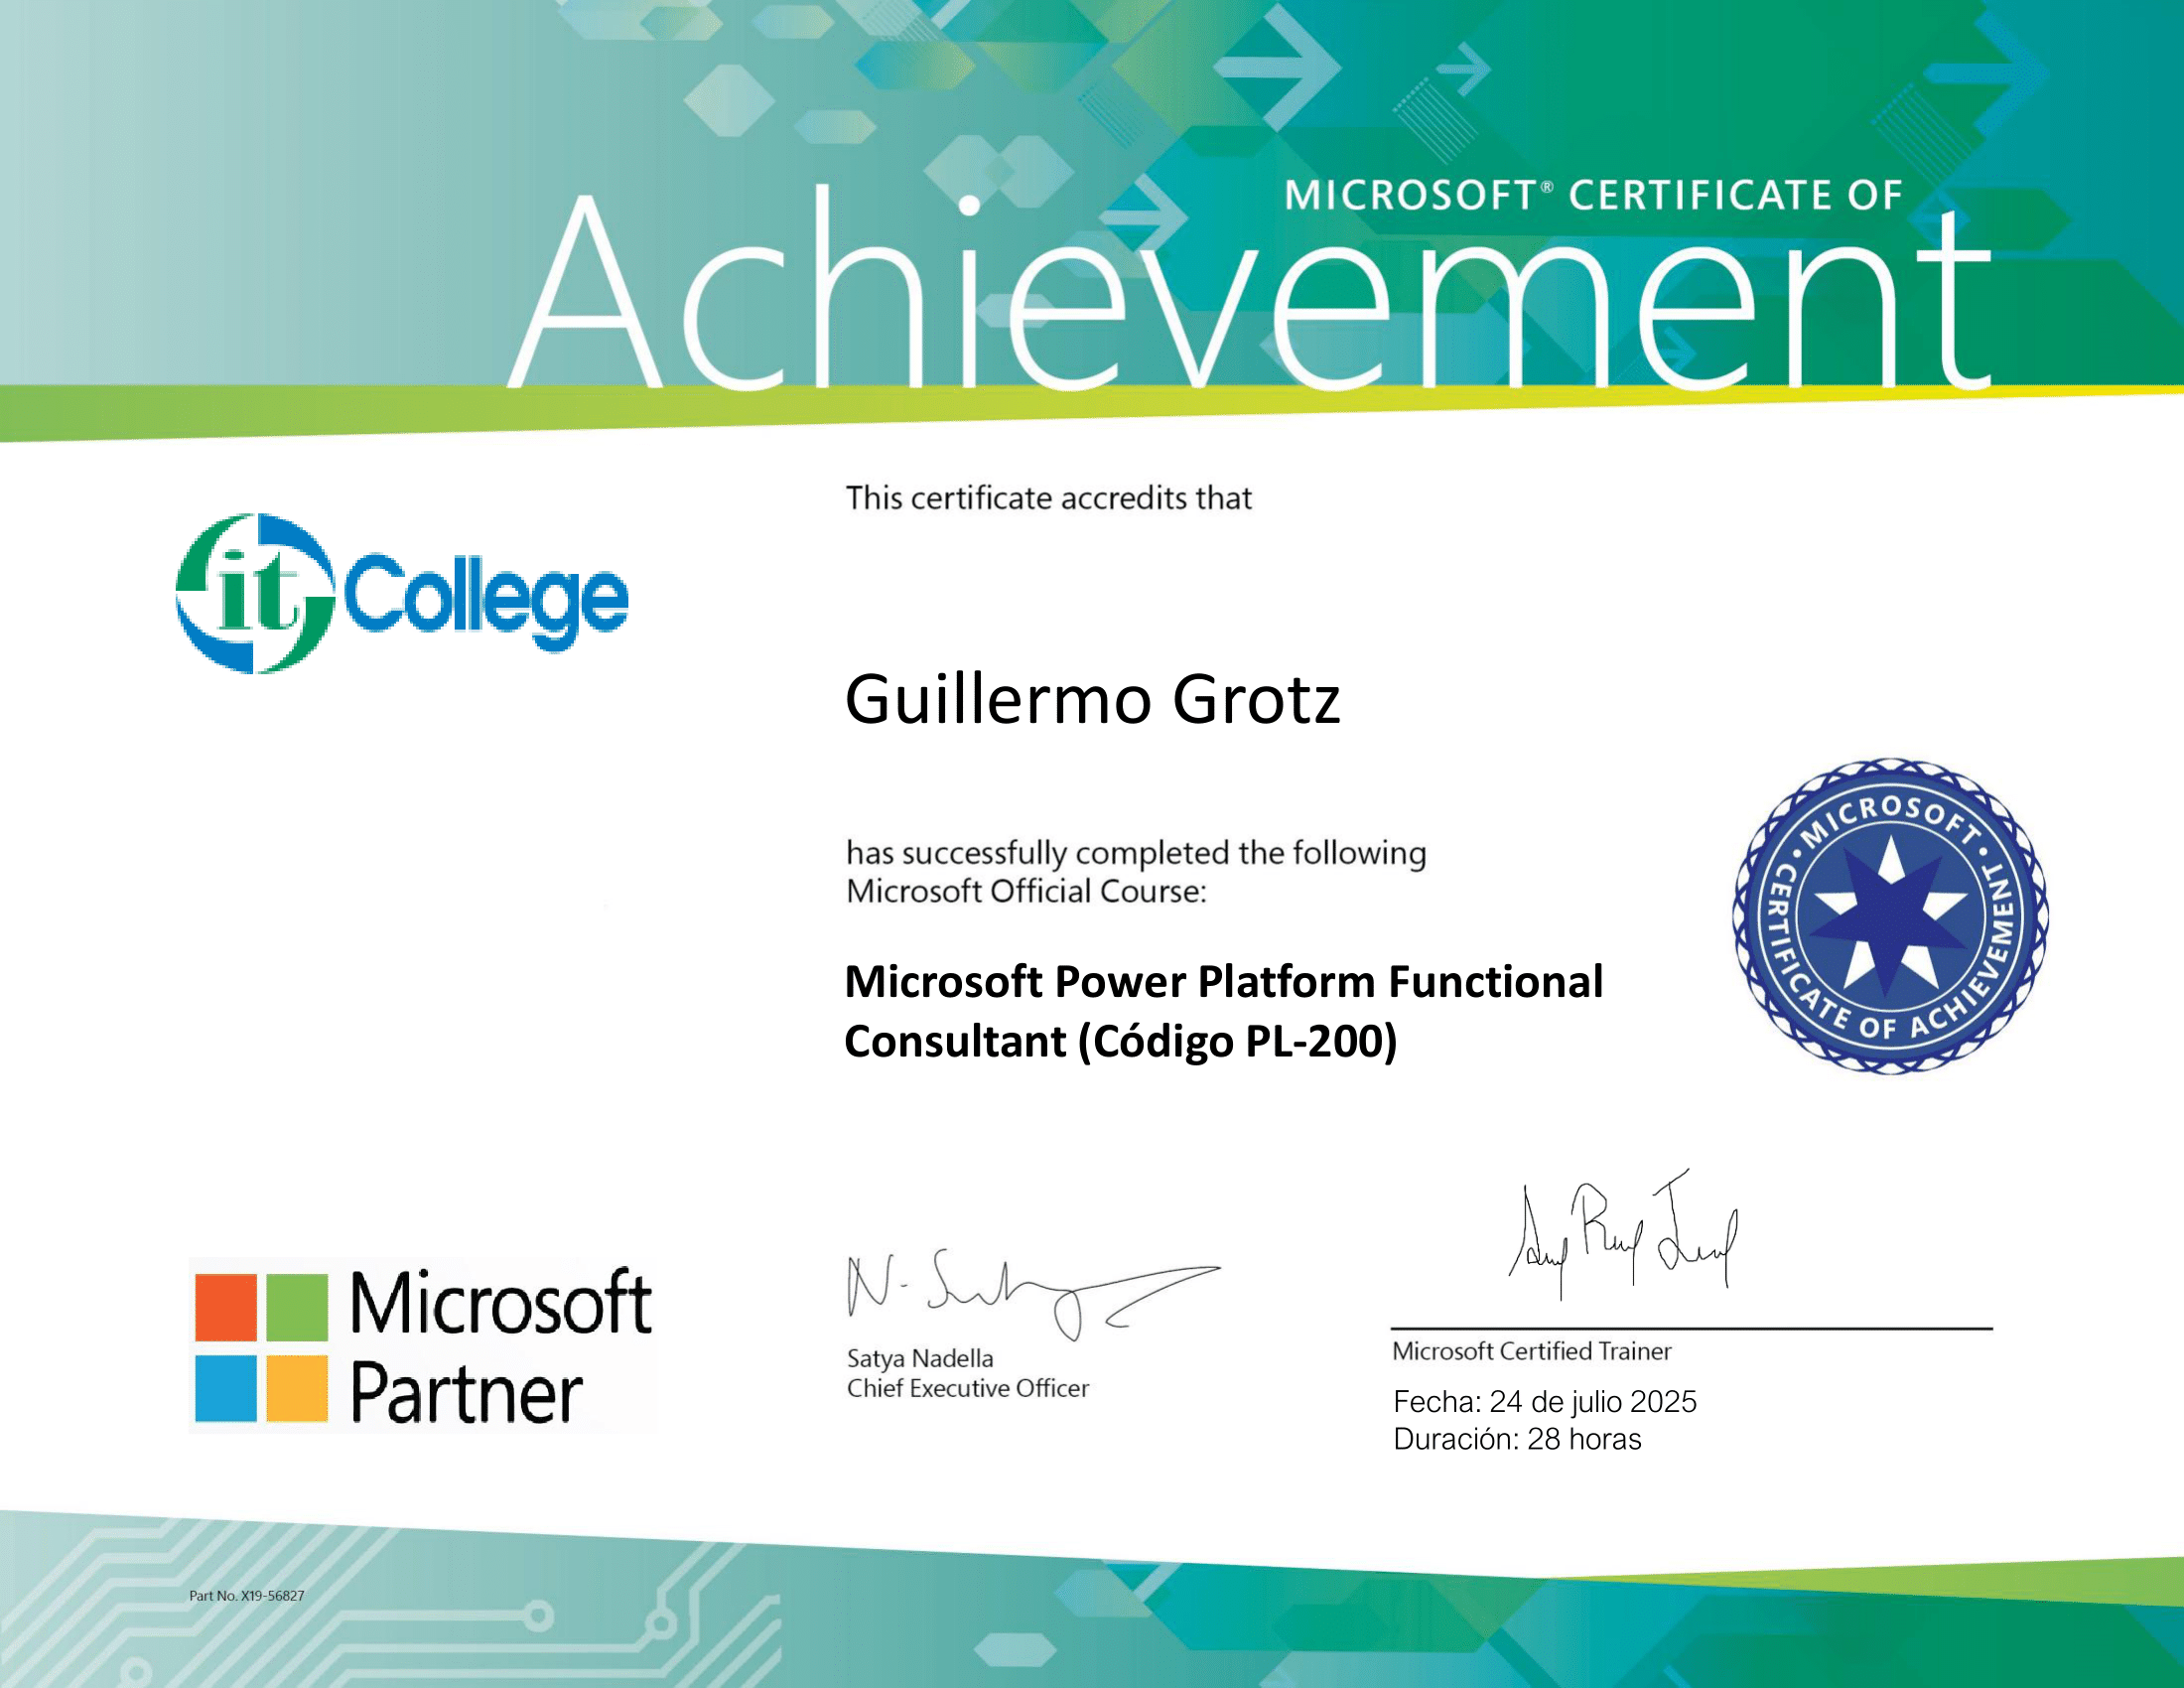 MICROSOFT® CERTIFICATE OF
Achievement
This certificate accredits that
it College
Guillermo Grotz
has successfully completed the following
Microsoft Official Course:
Microsoft Power Platform Functional
Consultant (Código PL-200)
• MICROSOFT • CERTIFICATE OF ACHIEVEMENT
Microsoft
Partner
Satya Nadella
Chief Executive Officer
Microsoft Certified Trainer
Fecha: 24 de julio 2025
Duración: 28 horas
Part No. X19-56827